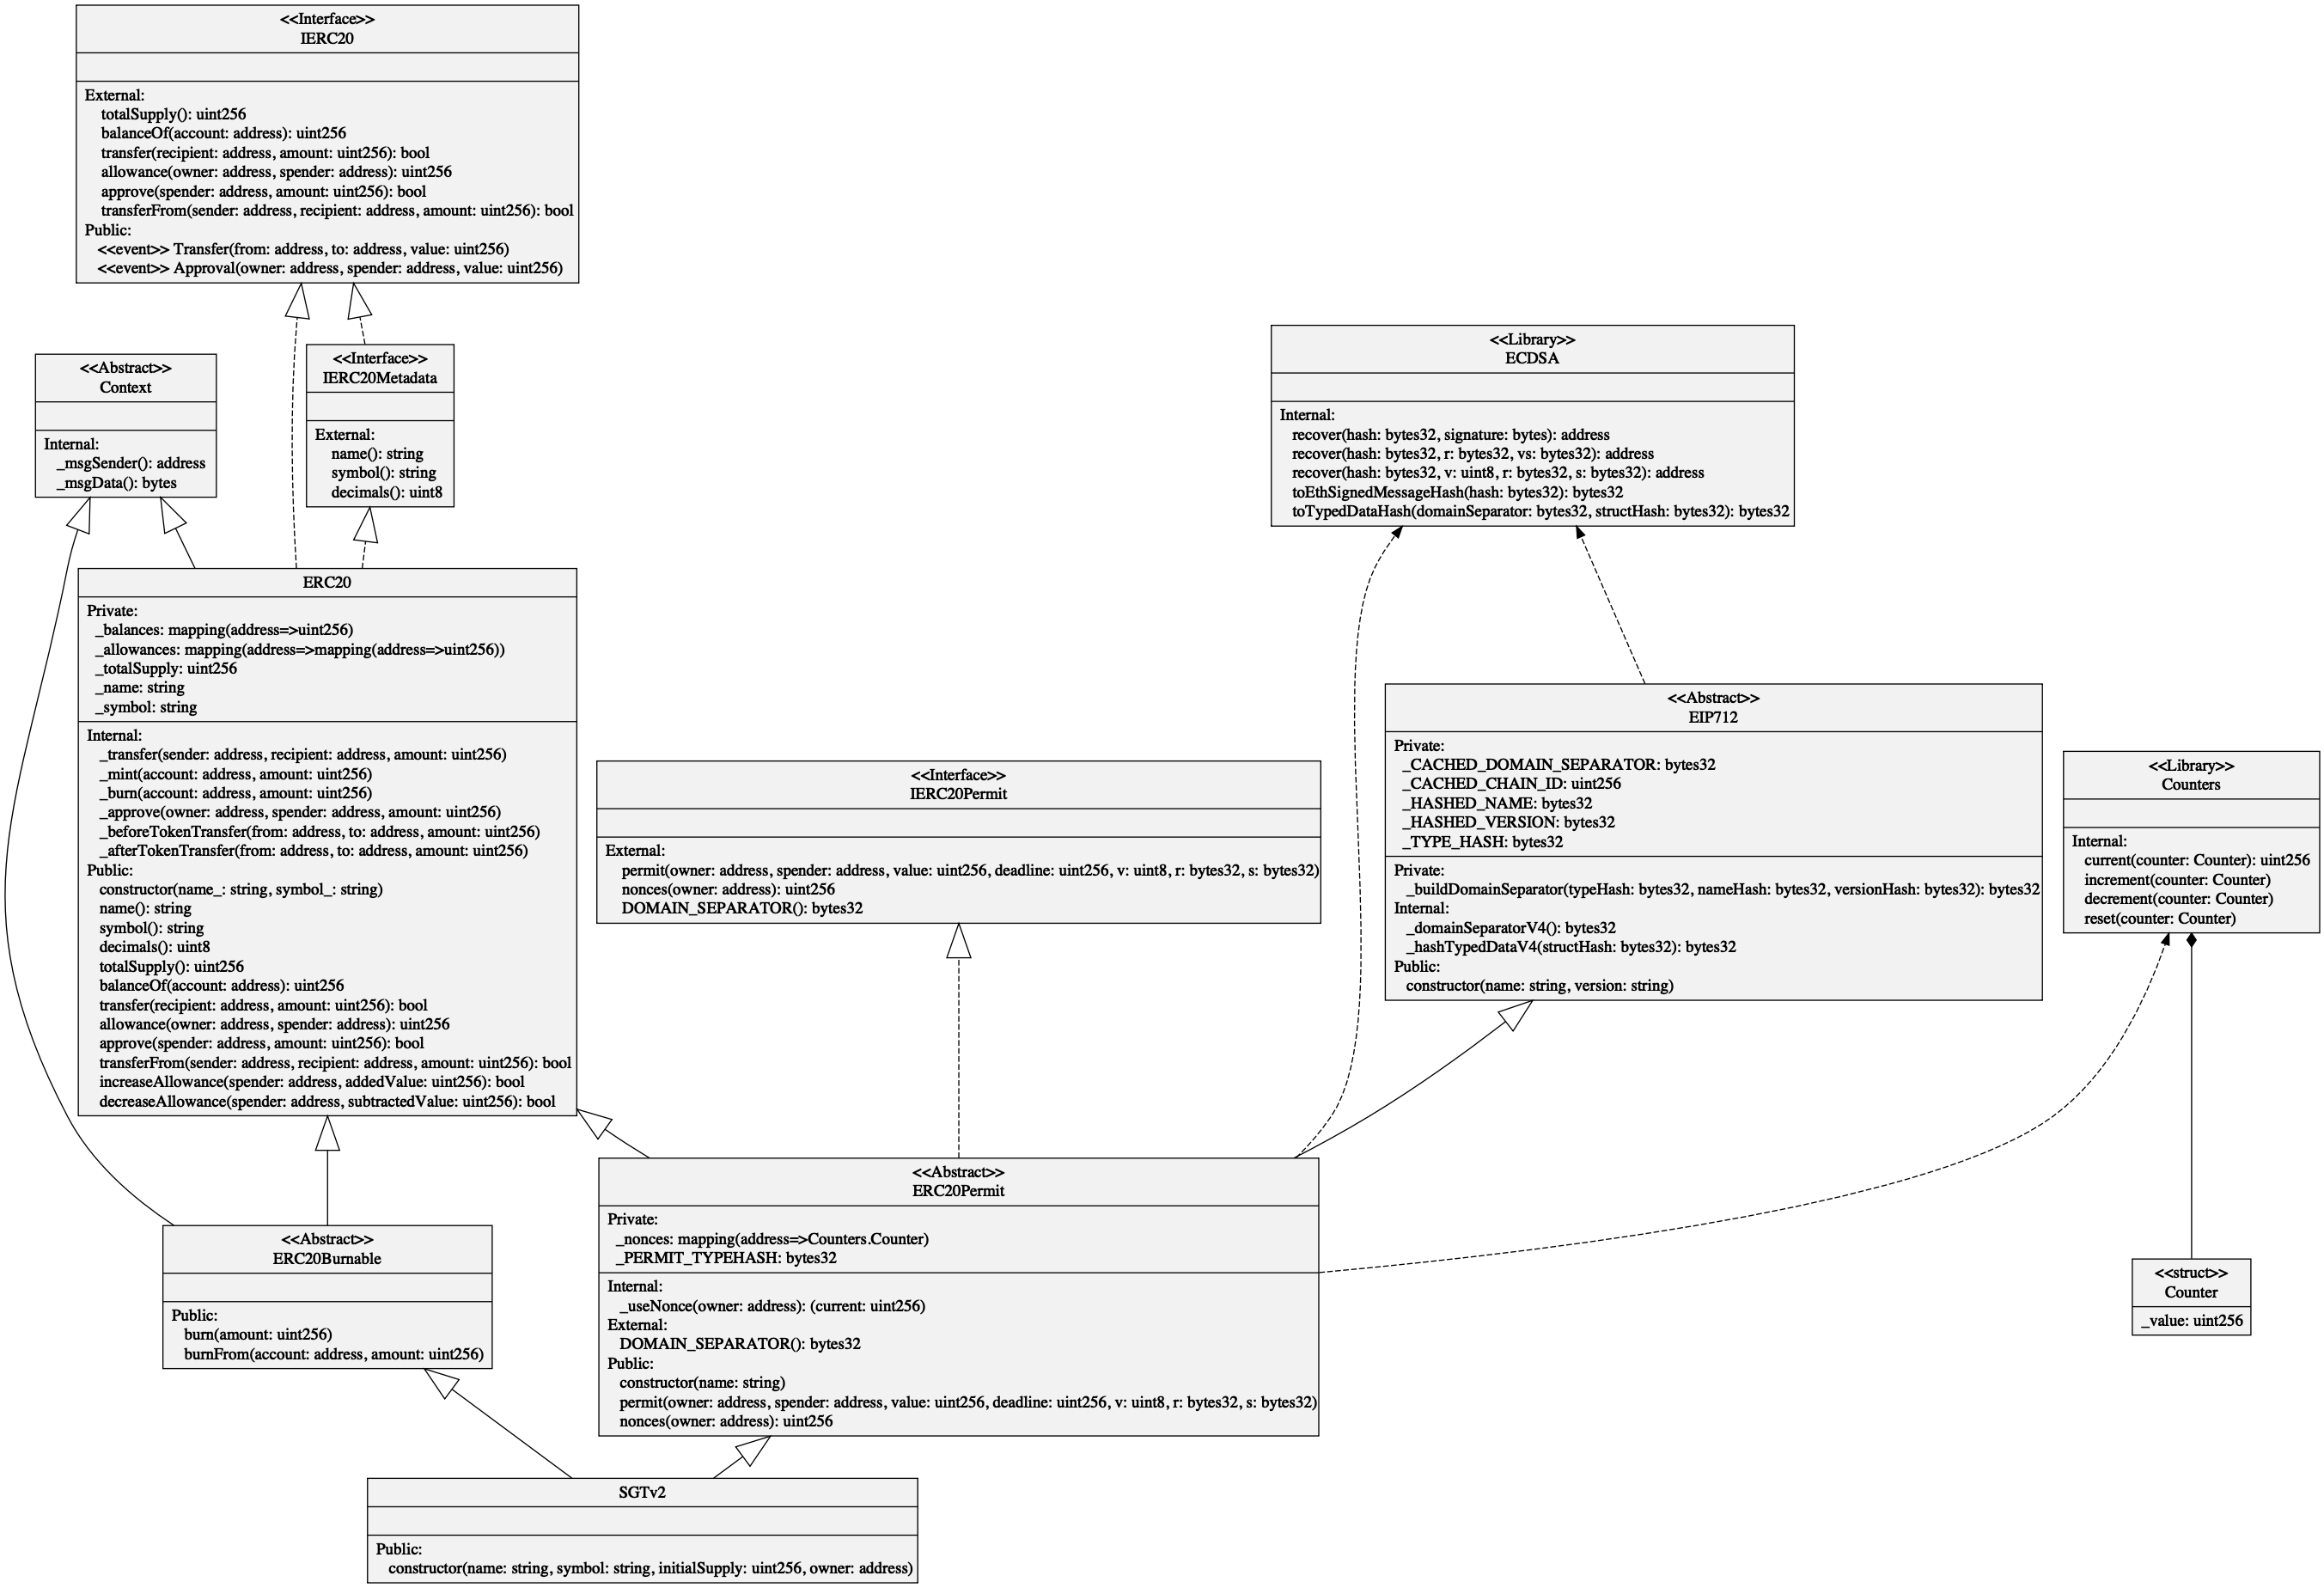 <<Interface>>
IERC20
External:
totalSupply(): uint256
balanceOf(account: address): uint256
transfer(recipient: address, amount: uint256): bool
allowance(owner: address, spender: address): uint256
approve(spender: address, amount: uint256): bool
transferFrom(sender: address, recipient: address, amount: uint256): bool
Public:
<<event>> Transfer(from: address, to: address, value: uint256)
<<event>> Approval(owner: address, spender: address, value: uint256)
<<Abstract>>
Context
Internal:
_msgSender(): address
_msgData(): bytes
<<Interface>>
IERC20Metadata
External:
name(): string
symbol(): string
decimals(): uint8
<<Library>>
ECDSA
Internal:
recover(hash: bytes32, signature: bytes): address
recover(hash: bytes32, r: bytes32, vs: bytes32): address
recover(hash: bytes32, v: uint8, r: bytes32, s: bytes32): address
toEthSignedMessageHash(hash: bytes32): bytes32
toTypedDataHash(domainSeparator: bytes32, structHash: bytes32): bytes32
ERC20
Private:
_balances: mapping(address=>uint256)
_allowances: mapping(address=>mapping(address=>uint256))
_totalSupply: uint256
_name: string
_symbol: string
Internal:
_transfer(sender: address, recipient: address, amount: uint256)
_mint(account: address, amount: uint256)
_burn(account: address, amount: uint256)
_approve(owner: address, spender: address, amount: uint256)
_beforeTokenTransfer(from: address, to: address, amount: uint256)
_afterTokenTransfer(from: address, to: address, amount: uint256)
Public:
constructor(name_: string, symbol_: string)
name(): string
symbol(): string
decimals(): uint8
totalSupply(): uint256
balanceOf(account: address): uint256
transfer(recipient: address, amount: uint256): bool
allowance(owner: address, spender: address): uint256
approve(spender: address, amount: uint256): bool
transferFrom(sender: address, recipient: address, amount: uint256): bool
increaseAllowance(spender: address, addedValue: uint256): bool
decreaseAllowance(spender: address, subtractedValue: uint256): bool
<<Interface>>
IERC20Permit
External:
permit(owner: address, spender: address, value: uint256, deadline: uint256, v: uint8, r: bytes32, s: bytes32)
nonces(owner: address): uint256
DOMAIN_SEPARATOR(): bytes32
<<Abstract>>
EIP712
Private:
_CACHED_DOMAIN_SEPARATOR: bytes32
_CACHED_CHAIN_ID: uint256
_HASHED_NAME: bytes32
_HASHED_VERSION: bytes32
_TYPE_HASH: bytes32
Private:
_buildDomainSeparator(typeHash: bytes32, nameHash: bytes32, versionHash: bytes32): bytes32
Internal:
_domainSeparatorV4(): bytes32
_hashTypedDataV4(structHash: bytes32): bytes32
Public:
constructor(name: string, version: string)
<<Library>>
Counters
Internal:
current(counter: Counter): uint256
increment(counter: Counter)
decrement(counter: Counter)
reset(counter: Counter)
<<Abstract>>
ERC20Burnable
Public:
burn(amount: uint256)
burnFrom(account: address, amount: uint256)
<<Abstract>>
ERC20Permit
Private:
_nonces: mapping(address=>Counters.Counter)
_PERMIT_TYPEHASH: bytes32
Internal:
_useNonce(owner: address): (current: uint256)
External:
DOMAIN_SEPARATOR(): bytes32
Public:
constructor(name: string)
permit(owner: address, spender: address, value: uint256, deadline: uint256, v: uint8, r: bytes32, s: bytes32)
nonces(owner: address): uint256
<<struct>>
Counter
_value: uint256
SGTv2
Public:
constructor(name: string, symbol: string, initialSupply: uint256, owner: address)